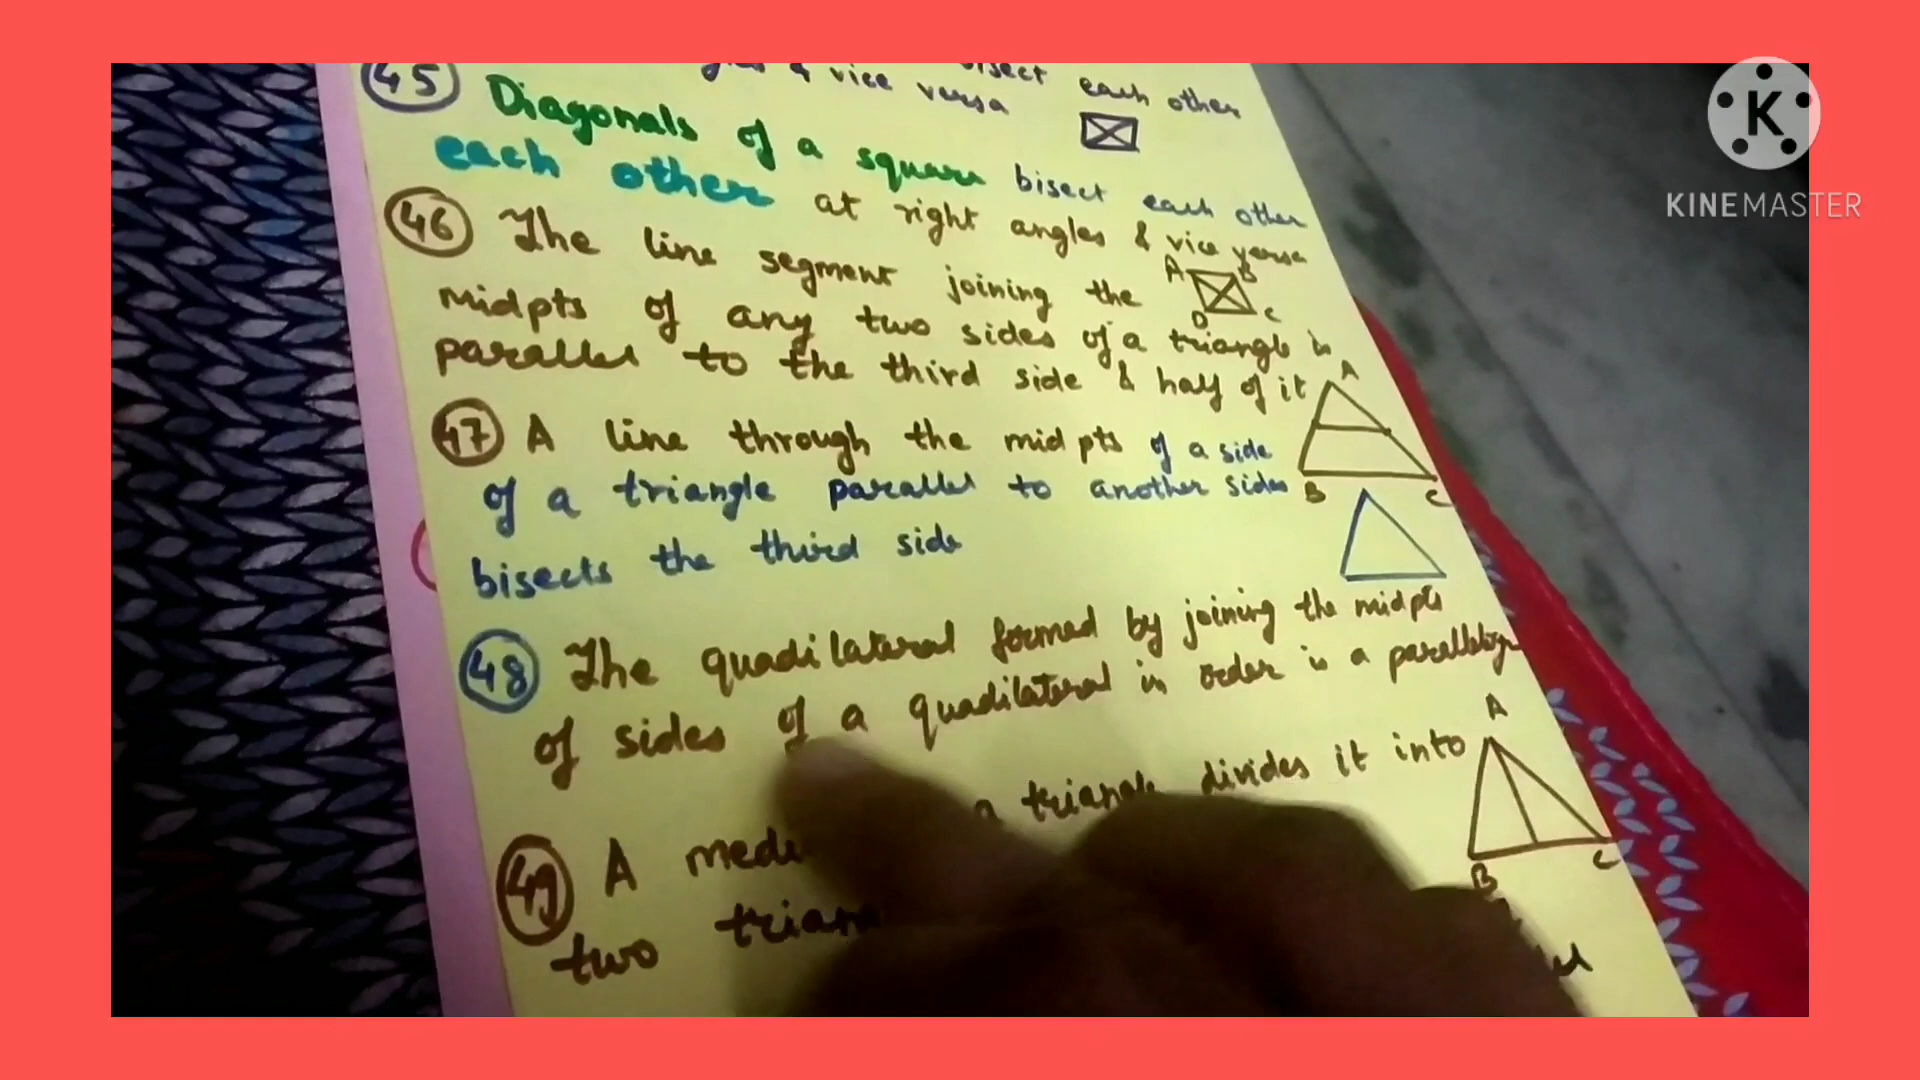 bisect each other
& vice versa
45 Diagonals of a square bisect each other
each other at right angles & vice versa
46 The line segment joining the
A B
D C
midpts of any two sides of a triangle is
parallel to the third side & half of it
A
B C
47 A line through the mid pts of a side
of a triangle parallel to another sides
bisects the third side
48 The quadilateral formed by joining the midpts
of sides of a quadilateral in order is a
49 A a triangle divides it into
two
A
B C
K
KINEMASTER